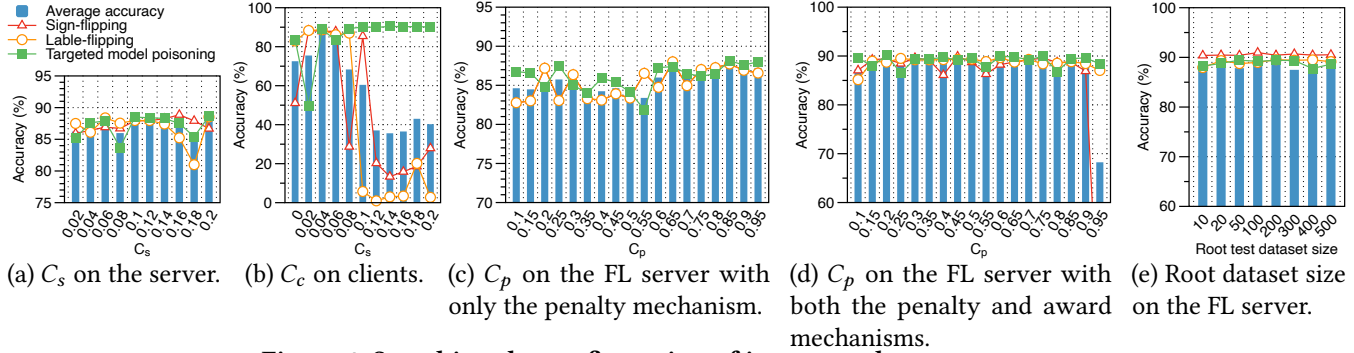 Average accuracy
Sign-flipping
Lable-flipping
Targeted model poisoning
Accuracy (%)
95
90
85
80
75
0.02 0.04 0.06 0.08 0.1 0.12 0.14 0.16 0.18 0.2
Cs
(a) Cs on the server.
Accuracy (%)
100
80
60
40
20
0
0 0.02 0.04 0.06 0.08 0.1 0.12 0.14 0.16 0.18 0.2
Cs
(b) Cc on clients.
Accuracy (%)
95
90
85
80
75
70
0.1 0.15 0.2 0.25 0.3 0.35 0.4 0.45 0.5 0.55 0.6 0.65 0.7 0.75 0.8 0.85 0.9 0.95
Cp
(c) Cp on the FL server with
only the penalty mechanism.
Accuracy (%)
100
90
80
70
60
0.1 0.15 0.2 0.25 0.3 0.35 0.4 0.45 0.5 0.55 0.6 0.65 0.7 0.75 0.8 0.85 0.9 0.95
Cp
(d) Cp on the FL server with
both the penalty and award
mechanisms.
Accuracy (%)
100
90
80
70
60
10 20 50 100 200 300 400 500
Root test dataset size
(e) Root dataset size
on the FL server.